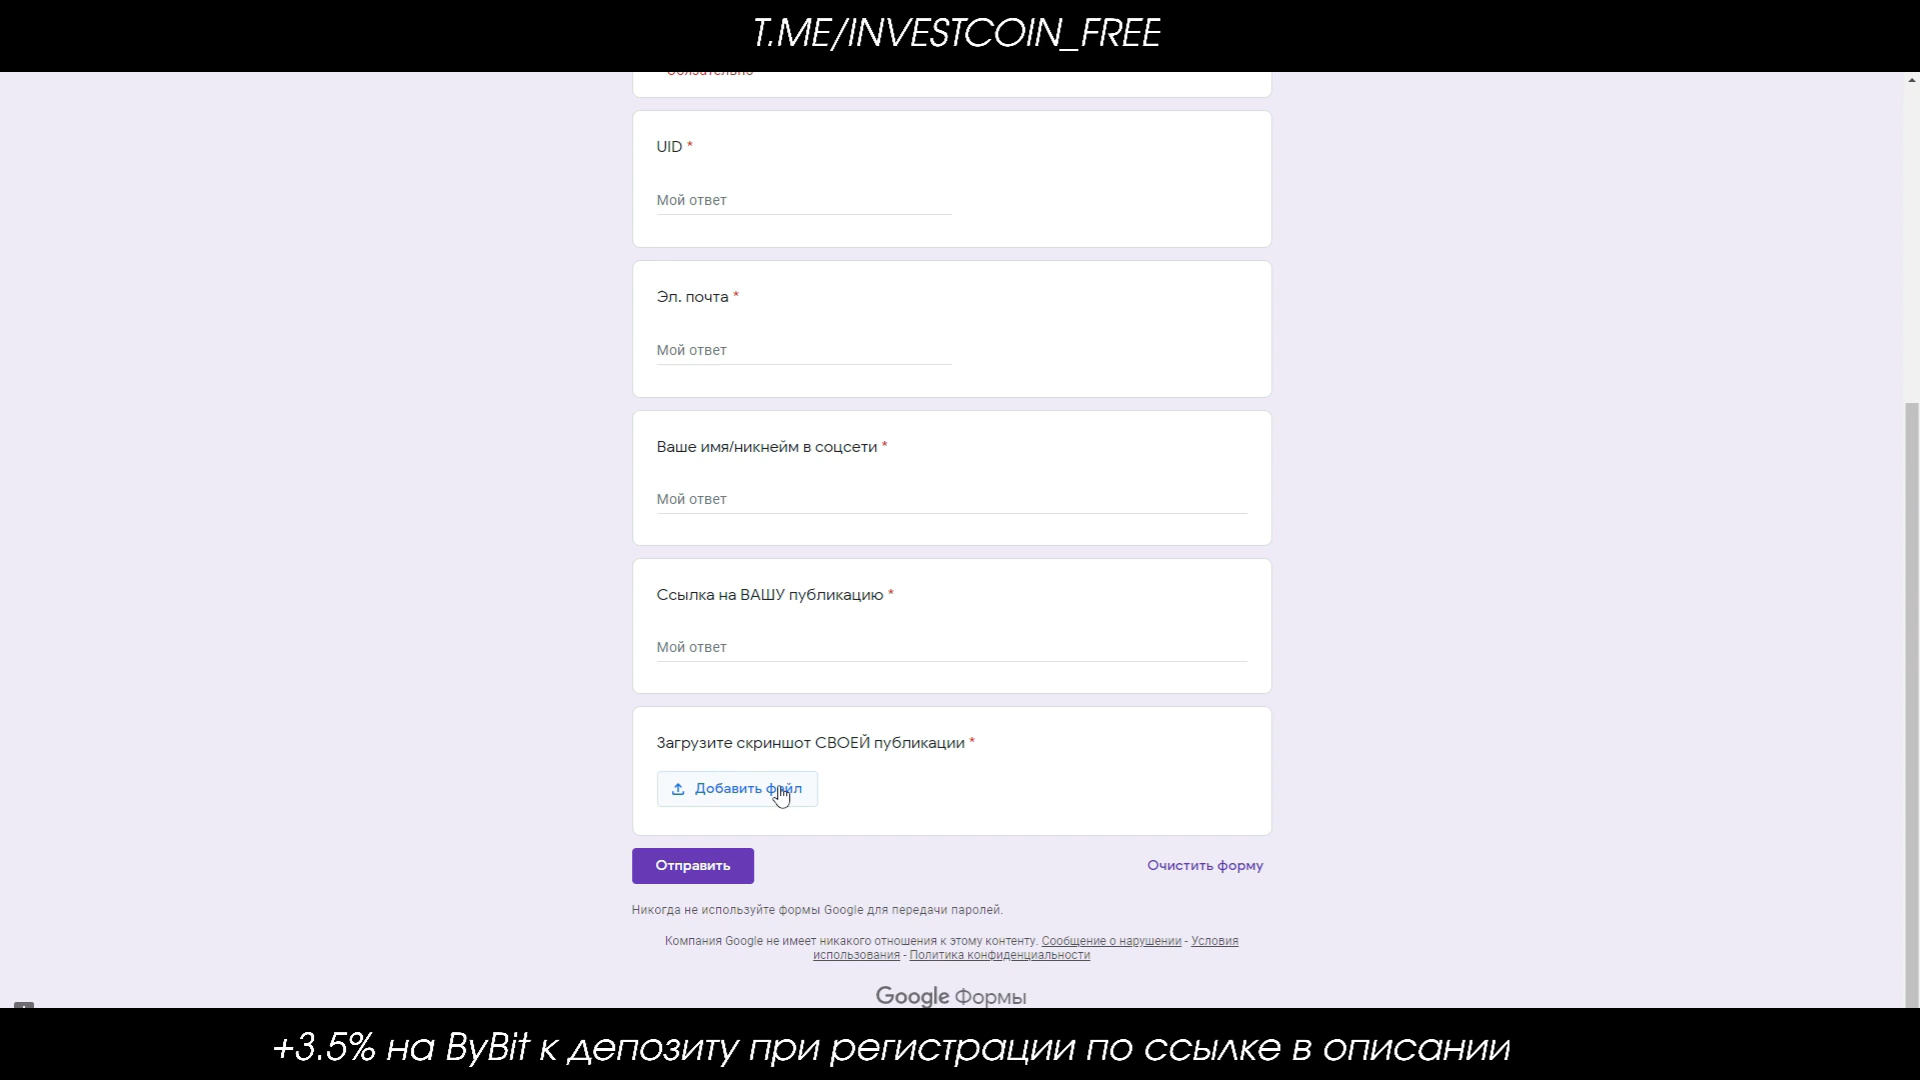 T.ME/INVESTCOIN_FREE
UID *
Мой ответ
Эл. почта *
Мой ответ
Ваше имя/никнейм в соцсети *
Мой ответ
Ссылка на ВАШУ публикацию *
Мой ответ
Загрузите скриншот СВОЕЙ публикации *
Добавить файл
Отправить
Очистить форму
Никогда не используйте формы Google для передачи паролей.
Компания Google не имеет никакого отношения к этому контенту. Сообщение о нарушении - Условия
использования - Политика конфиденциальности
Google Формы
+3.5% на ByBit к депозиту при регистрации по ссылке в описании